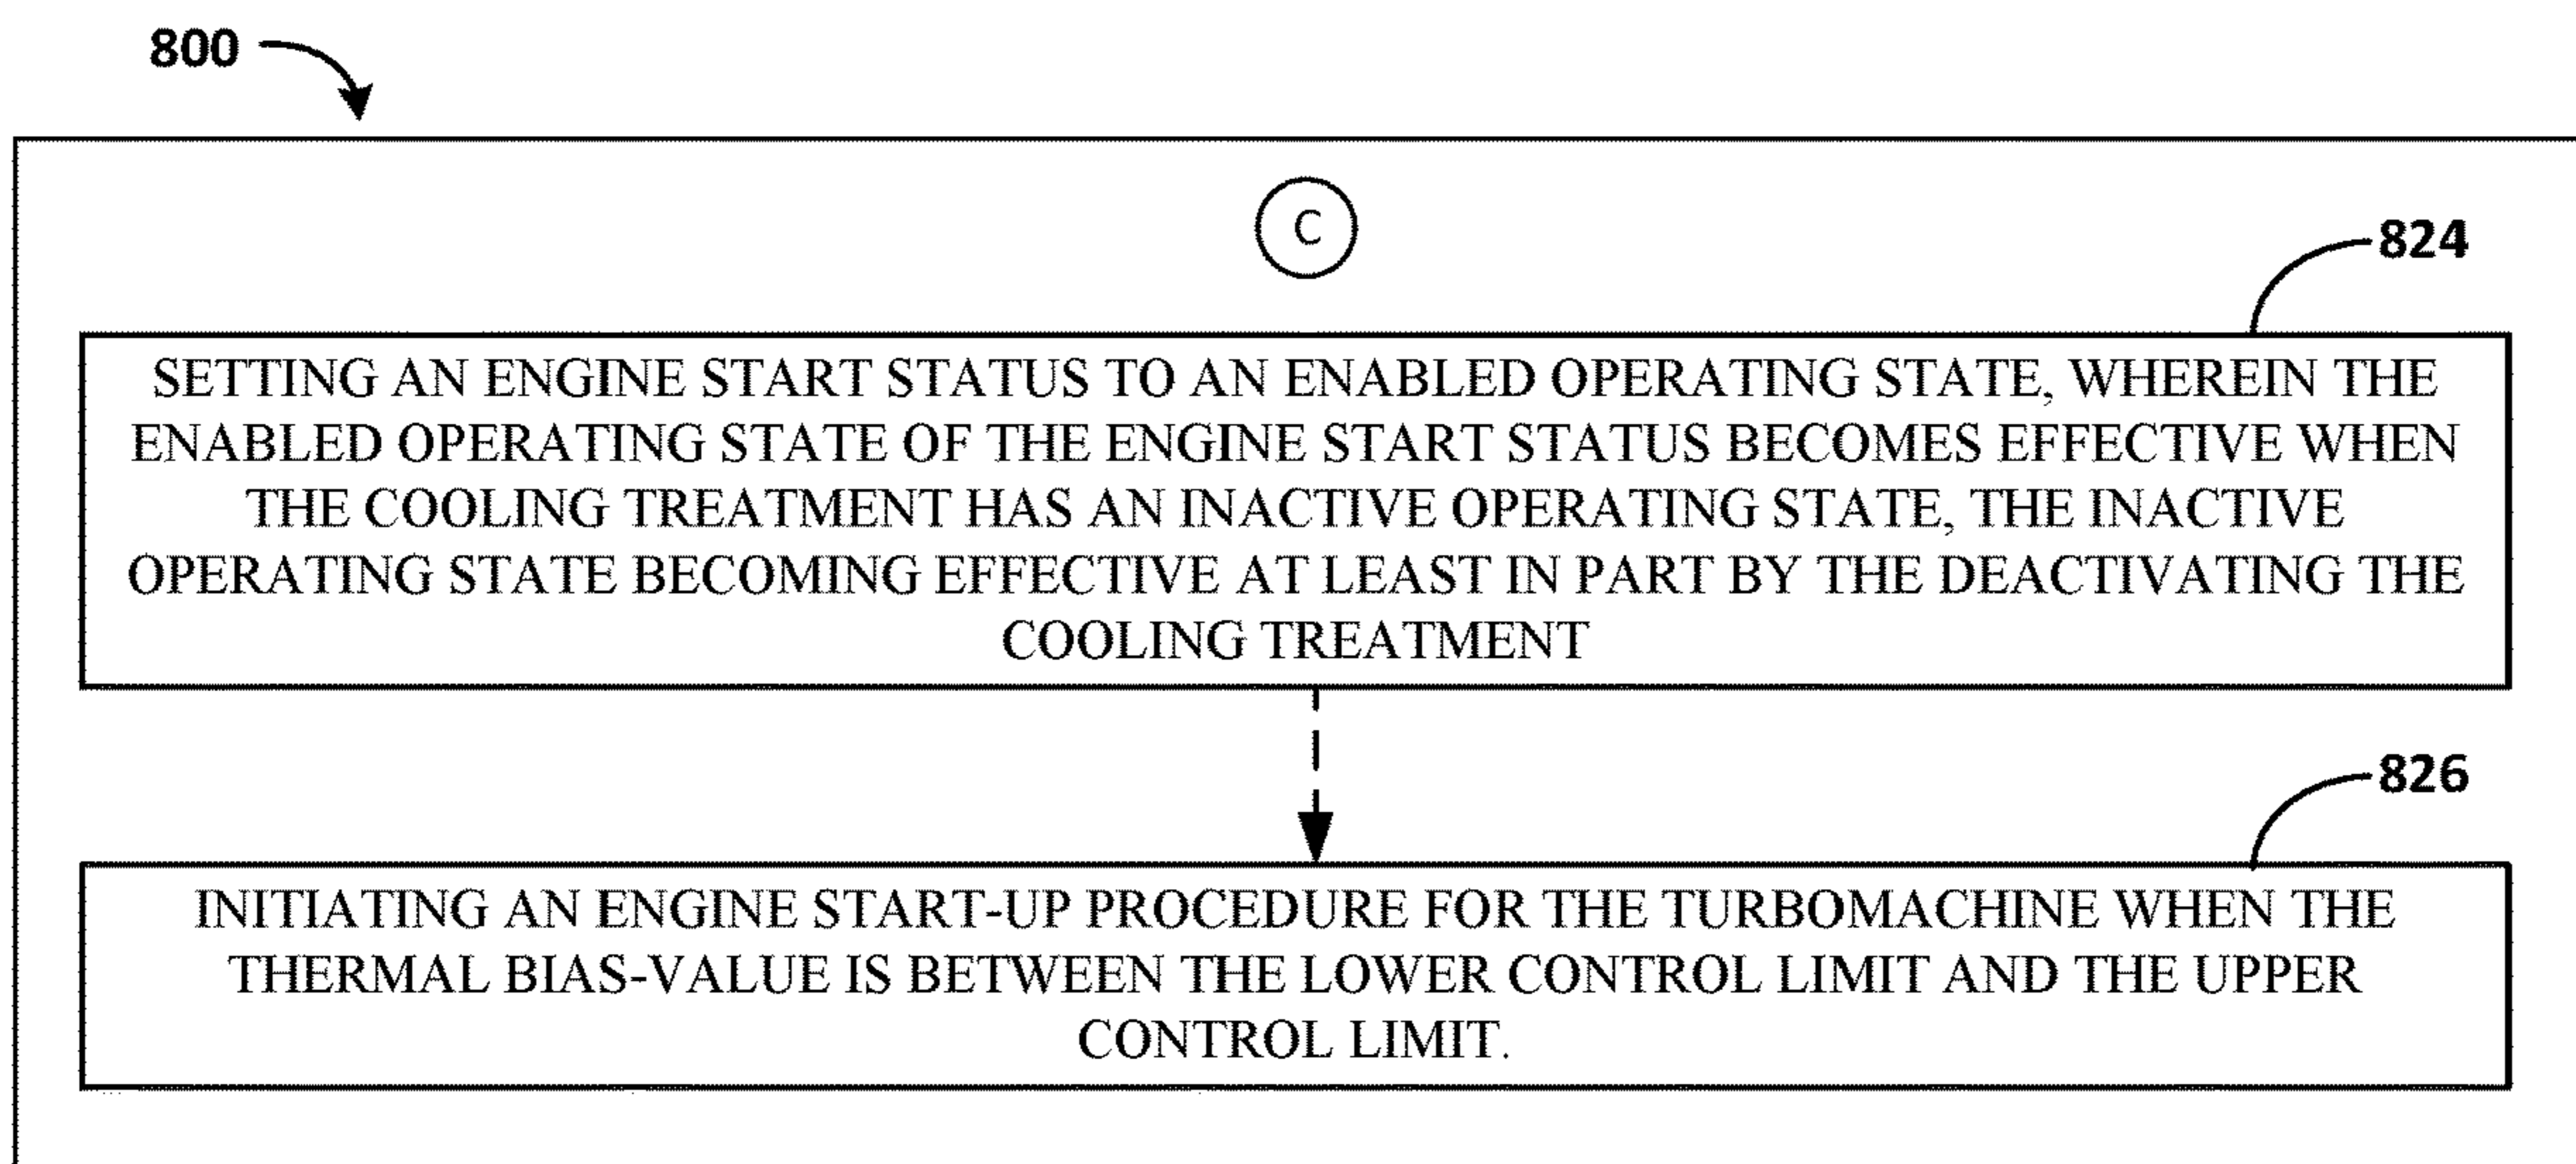 800
C
824
SETTING AN ENGINE START STATUS TO AN ENABLED OPERATING STATE, WHEREIN THE
ENABLED OPERATING STATE OF THE ENGINE START STATUS BECOMES EFFECTIVE WHEN
THE COOLING TREATMENT HAS AN INACTIVE OPERATING STATE, THE INACTIVE
OPERATING STATE BECOMING EFFECTIVE AT LEAST IN PART BY THE DEACTIVATING THE
COOLING TREATMENT
826
INITIATING AN ENGINE START-UP PROCEDURE FOR THE TURBOMACHINE WHEN THE
THERMAL BIAS-VALUE IS BETWEEN THE LOWER CONTROL LIMIT AND THE UPPER
CONTROL LIMIT.